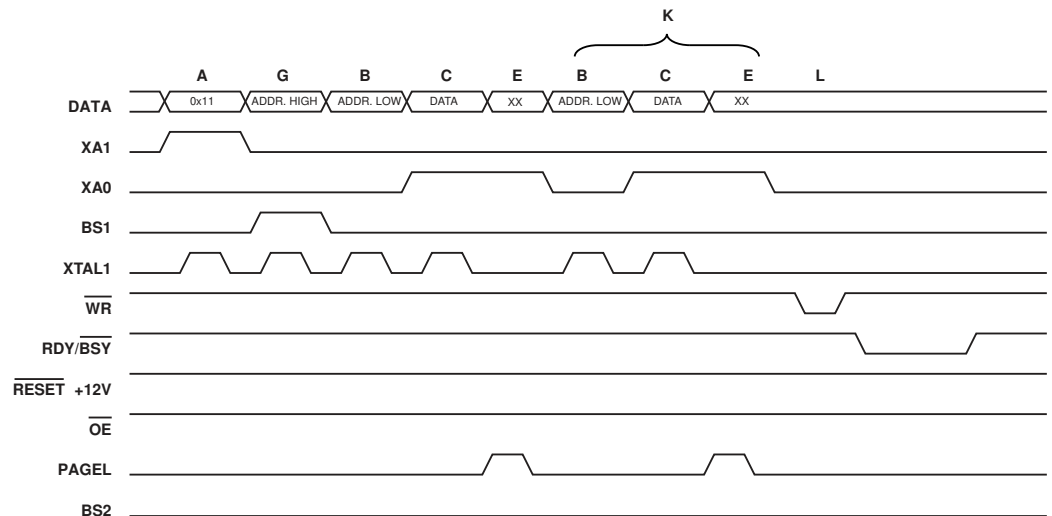 K
A G B C E B C E L
DATA 0x11 ADDR. HIGH ADDR. LOW DATA XX ADDR. LOW DATA XX
XA1
XA0
BS1
XTAL1
WR
RDY/BSY
RESET +12V
OE
PAGEL
BS2